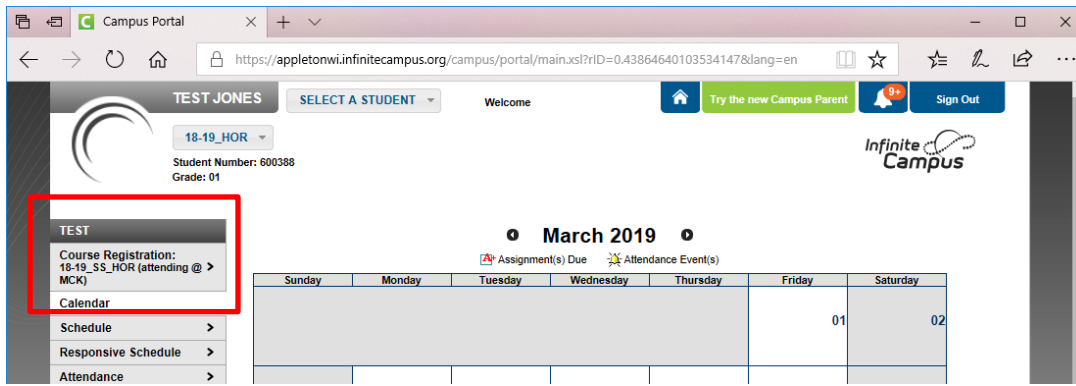 Campus Portal
https://appletonwi.infinitecampus.org/campus/portal/main.xsl?rID=0.43864640103534147&lang=en
TEST JONES SELECT A STUDENT Welcome Try the new Campus Parent 9+ Sign Out
18-19_HOR
Student Number: 600388
Grade: 01
Infinite Campus
TEST
Course Registration:
18-19_SS_HOR (attending @ MCK) >
Calendar
Schedule >
Responsive Schedule >
Attendance >
March 2019
A+ Assignment(s) Due Attendance Event(s)
Sunday Monday Tuesday Wednesday Thursday Friday Saturday
01 02